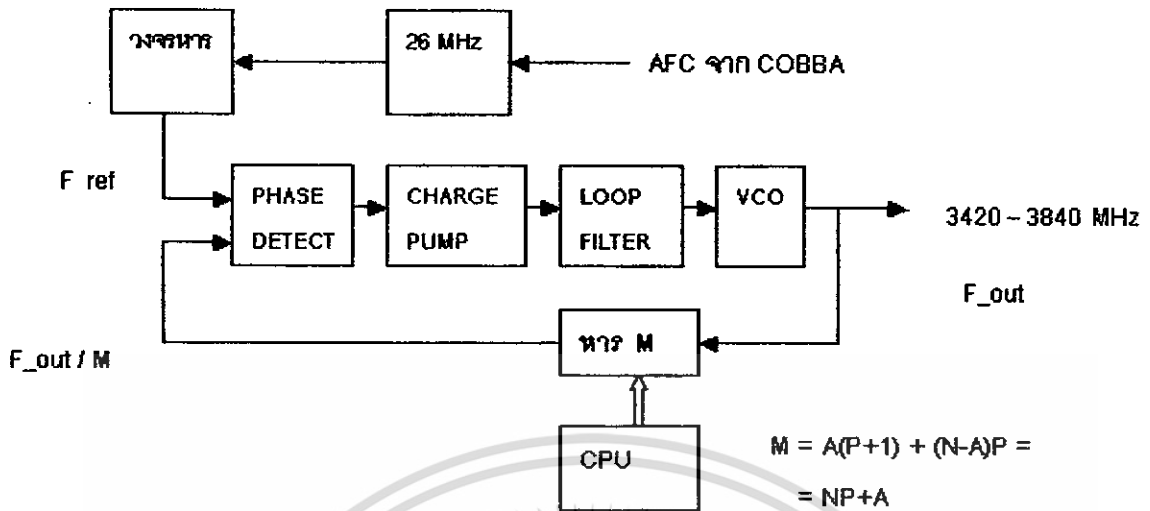 วงจรหาร
26 MHz
AFC จาก COBBA
F ref
PHASE
DETECT
CHARGE
PUMP
LOOP
FILTER
VCO
3420 ~ 3840 MHz
F_out
F_out / M
หาร M
CPU
M = A(P+1) + (N-A)P =
= NP+A